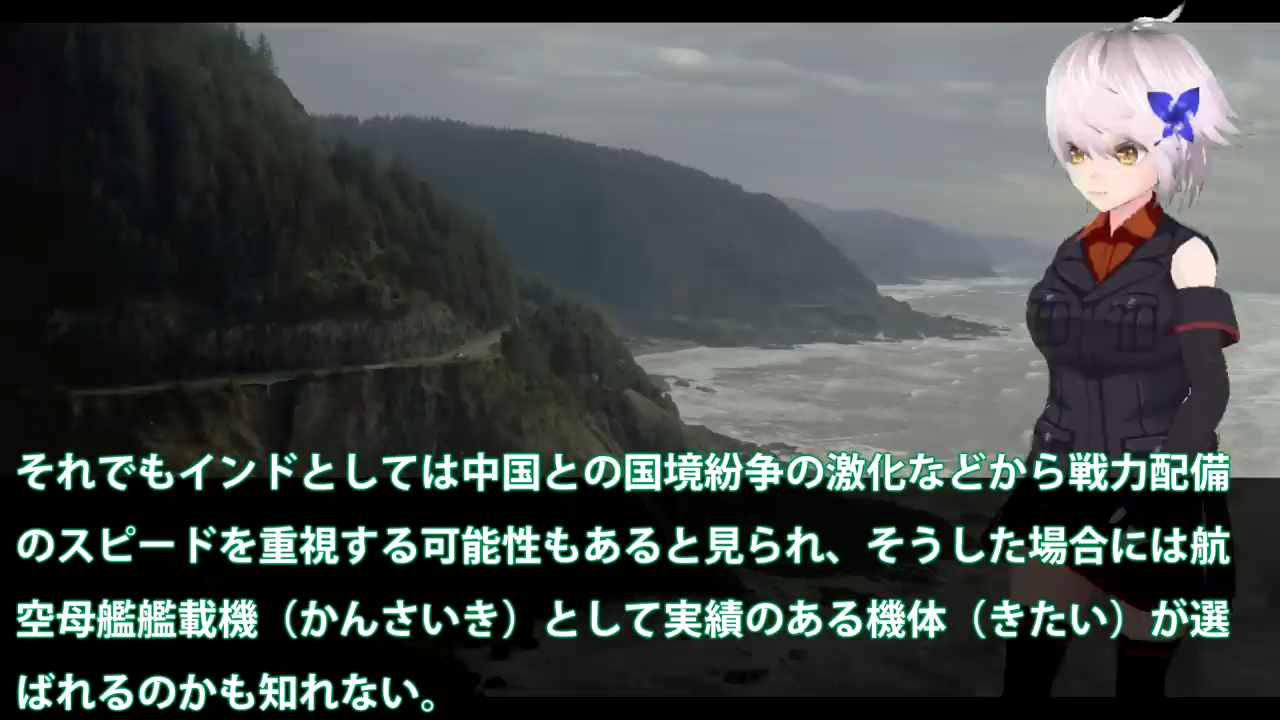 それでもインドとしては中国との国境紛争の激化などから戦力配備
のスピードを重視する可能性もあると見られ、そうした場合には航
空母艦艦載機（かんさいき）として実績のある機体（きたい）が選
ばれるのかも知れない。